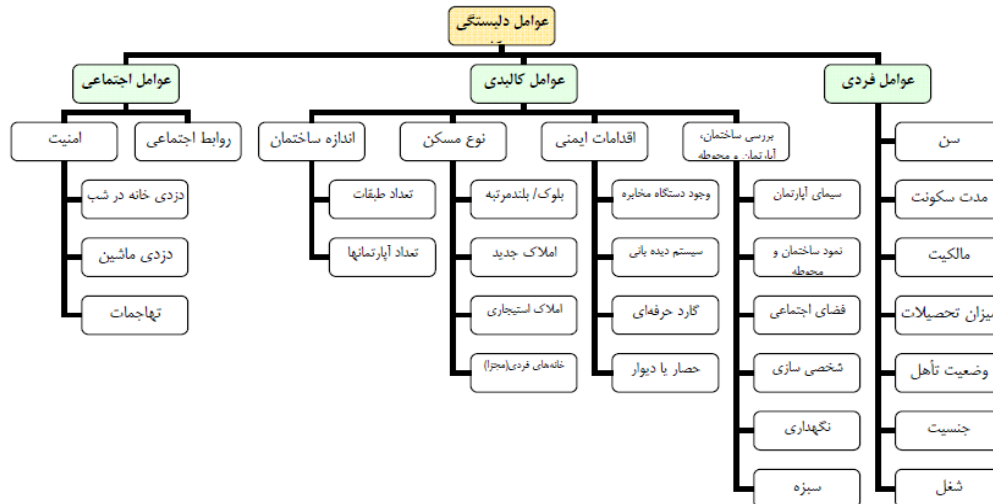 عوامل دلبستگی
عوامل فردی
سن
مدت سکونت
مالکیت
میزان تحصیلات
وضعیت تأهل
جنسیت
شغل
عوامل کالبدی
بررسی ساختمان،
آپارتمان و محوطه
سیمای آپارتمان
نمود ساختمان و
محوطه
فضای اجتماعی
شخصی سازی
نگهداری
سبزه
اقدامات ایمنی
وجود دستگاه مخابره
سیستم دیده بانی
گارد حرفه‌ای
حصار یا دیوار
نوع مسکن
بلوک/ بلندمرتبه
املاک جدید
املاک استیجاری
خانه‌های فردی(مجزا)
اندازه ساختمان
تعداد طبقات
تعداد آپارتمانها
عوامل اجتماعی
روابط اجتماعی
امنیت
دزدی خانه در شب
دزدی ماشین
تهاجمات